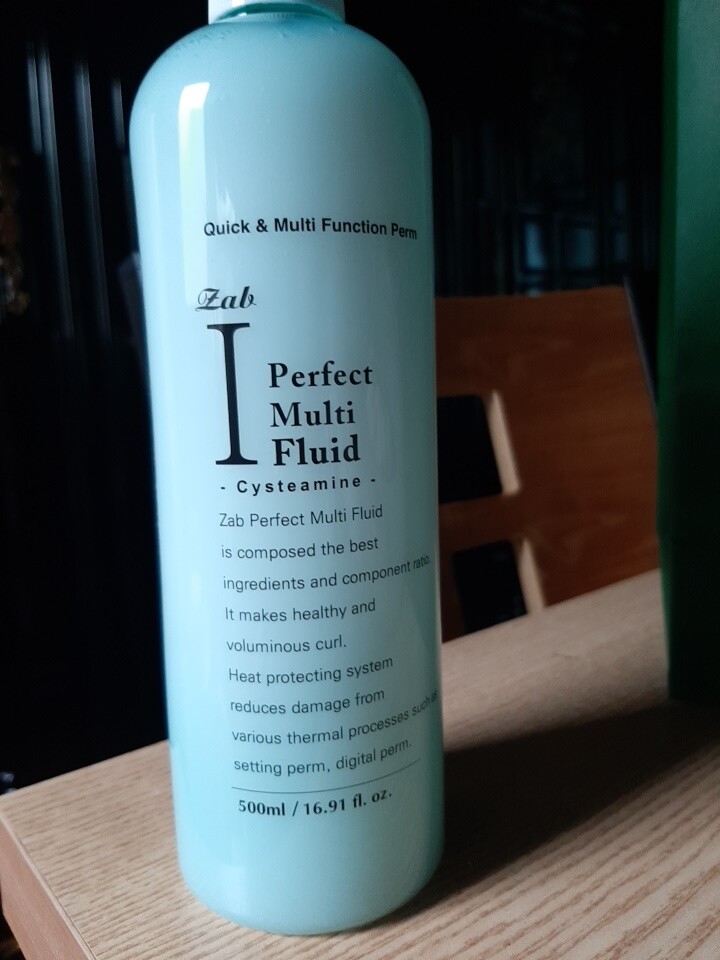 Quick & Multi Function Perm
Zab
I
Perfect
Multi
Fluid
- Cysteamine -
Zab Perfect Multi Fluid
is composed the best
ingredients and component ratio.
It makes healthy and
voluminous curl.
Heat protecting system
reduces damage from
various thermal processes such as
setting perm, digital perm.
500ml / 16.91 fl. oz.